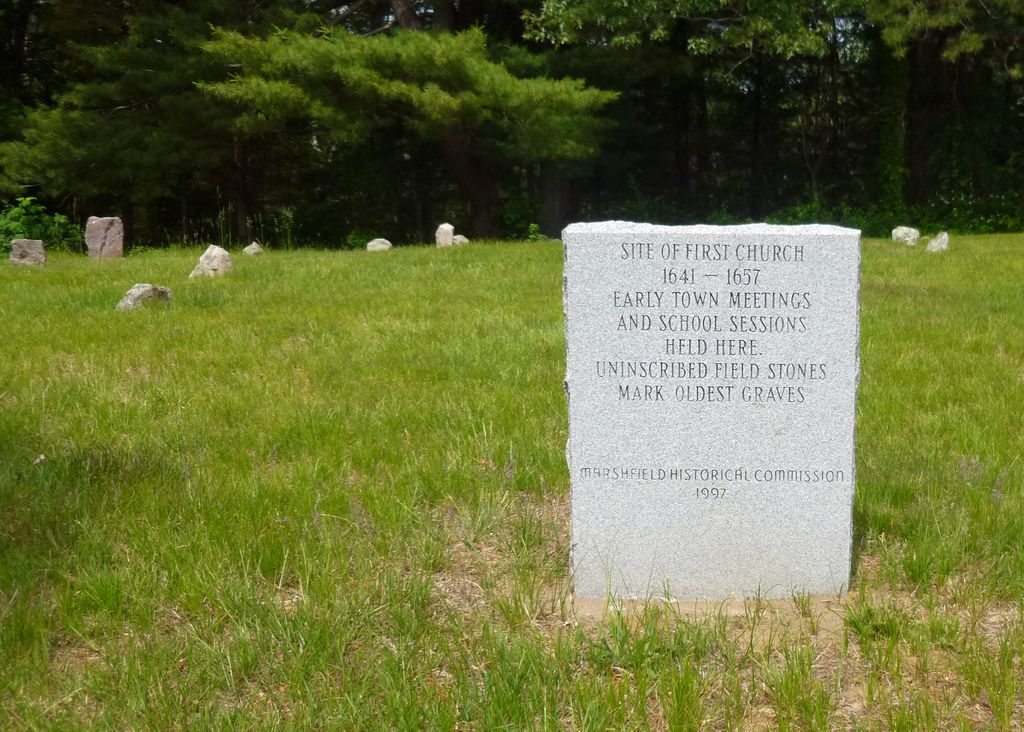 SITE OF FIRST CHURCH
1641 — 1657
EARLY TOWN MEETINGS
AND SCHOOL SESSIONS
HELD HERE.
UNINSCRIBED FIELD STONES
MARK OLDEST GRAVES
MARSHFIELD HISTORICAL COMMISSION
1997